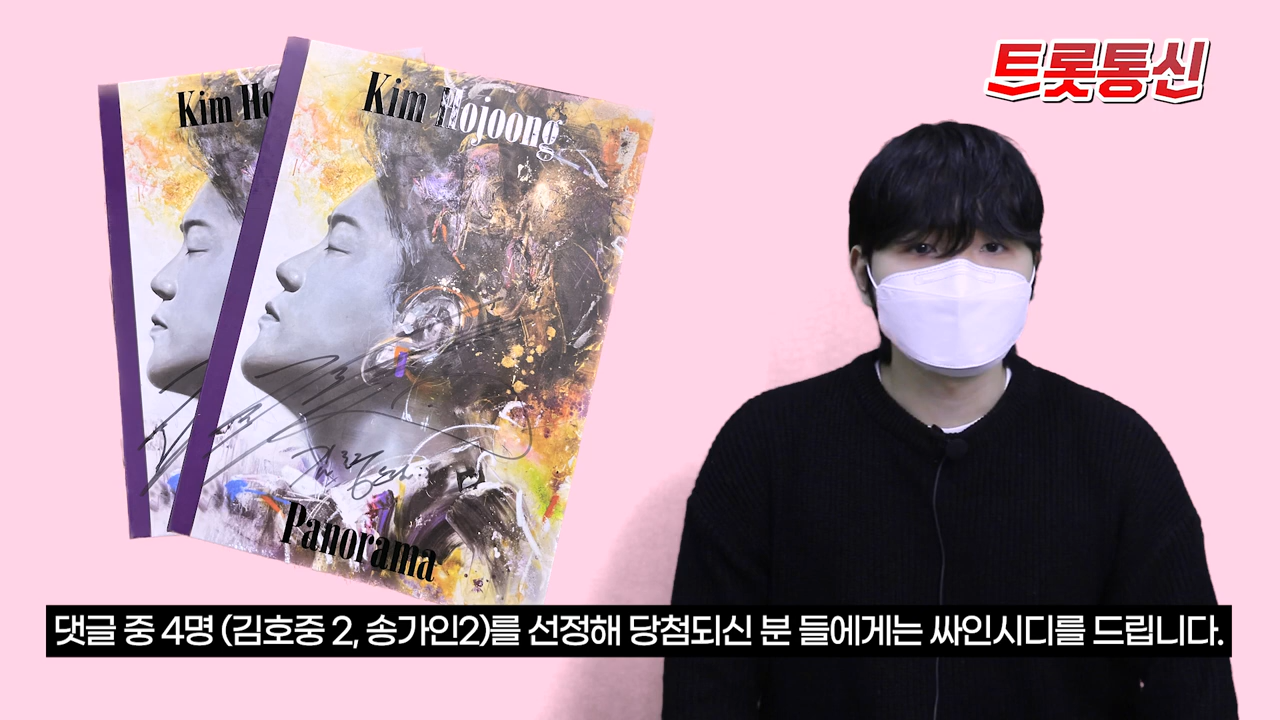 트롯통신
Kim Ho
Kim Hojoong
Panorama
댓글 중 4명 (김호중 2, 송가인2)를 선정해 당첨되신 분 들에게는 싸인시디를 드립니다.